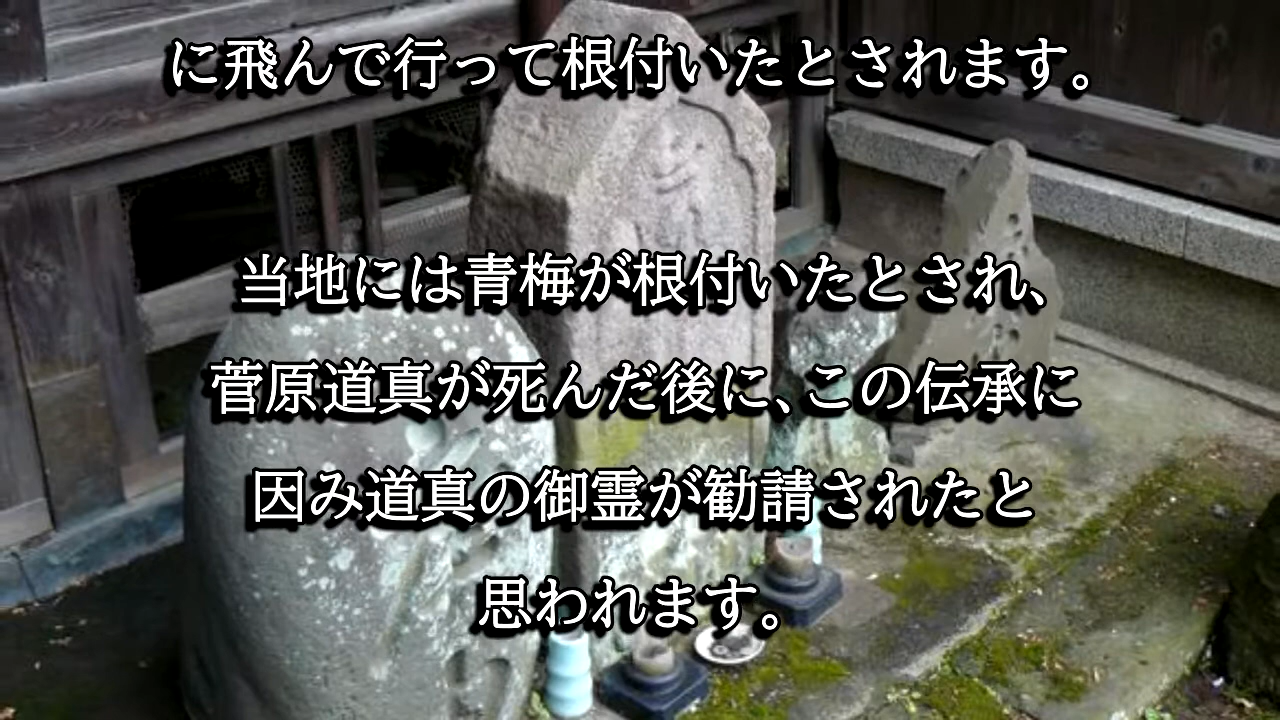 に飛んで行って根付いたとされます。
当地には青梅が根付いたとされ、
菅原道真が死んだ後に、この伝承に
因み道真の御霊が勧請されたと
思われます。